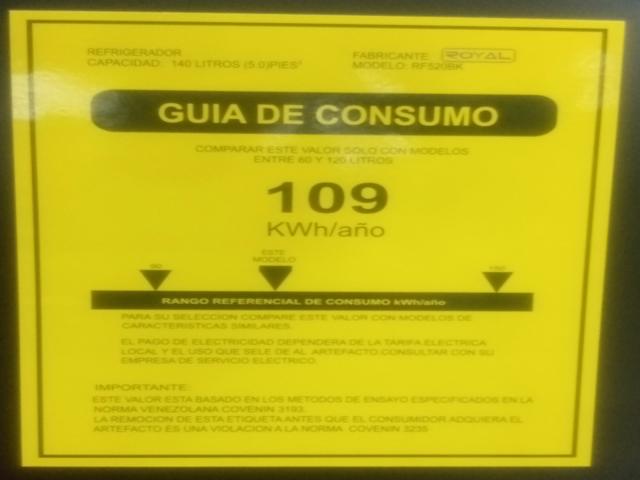 REFRIGERADOR
CAPACIDAD: 140 LITROS (5.0)PIES³
FABRICANTE ROYAL
MODELO: RF520BK
GUIA DE CONSUMO
COMPARAR ESTE VALOR SOLO CON MODELOS
ENTRE 60 Y 120 LITROS
109
KWh/año
ESTE
MODELO
RANGO REFERENCIAL DE CONSUMO kWh/año
PARA SU SELECCION COMPARE ESTE VALOR CON MODELOS DE
CARACTERISTICAS SIMILARES.
EL PAGO DE ELECTRICIDAD DEPENDERA DE LA TARIFA ELECTRICA
LOCAL Y EL USO QUE SELE DE AL ARTEFACTO.CONSULTAR CON SU
EMPRESA DE SERVICIO ELECTRICO.
IMPORTANTE:
ESTE VALOR ESTA BASADO EN LOS METODOS DE ENSAYO ESPECIFICADOS EN LA
NORMA VENEZOLANA COVENIN 3193.
LA REMOCION DE ESTA ETIQUETA ANTES QUE EL CONSUMIDOR ADQUIERA EL
ARTEFACTO ES UNA VIOLACION A LA NORMA COVENIN 3235